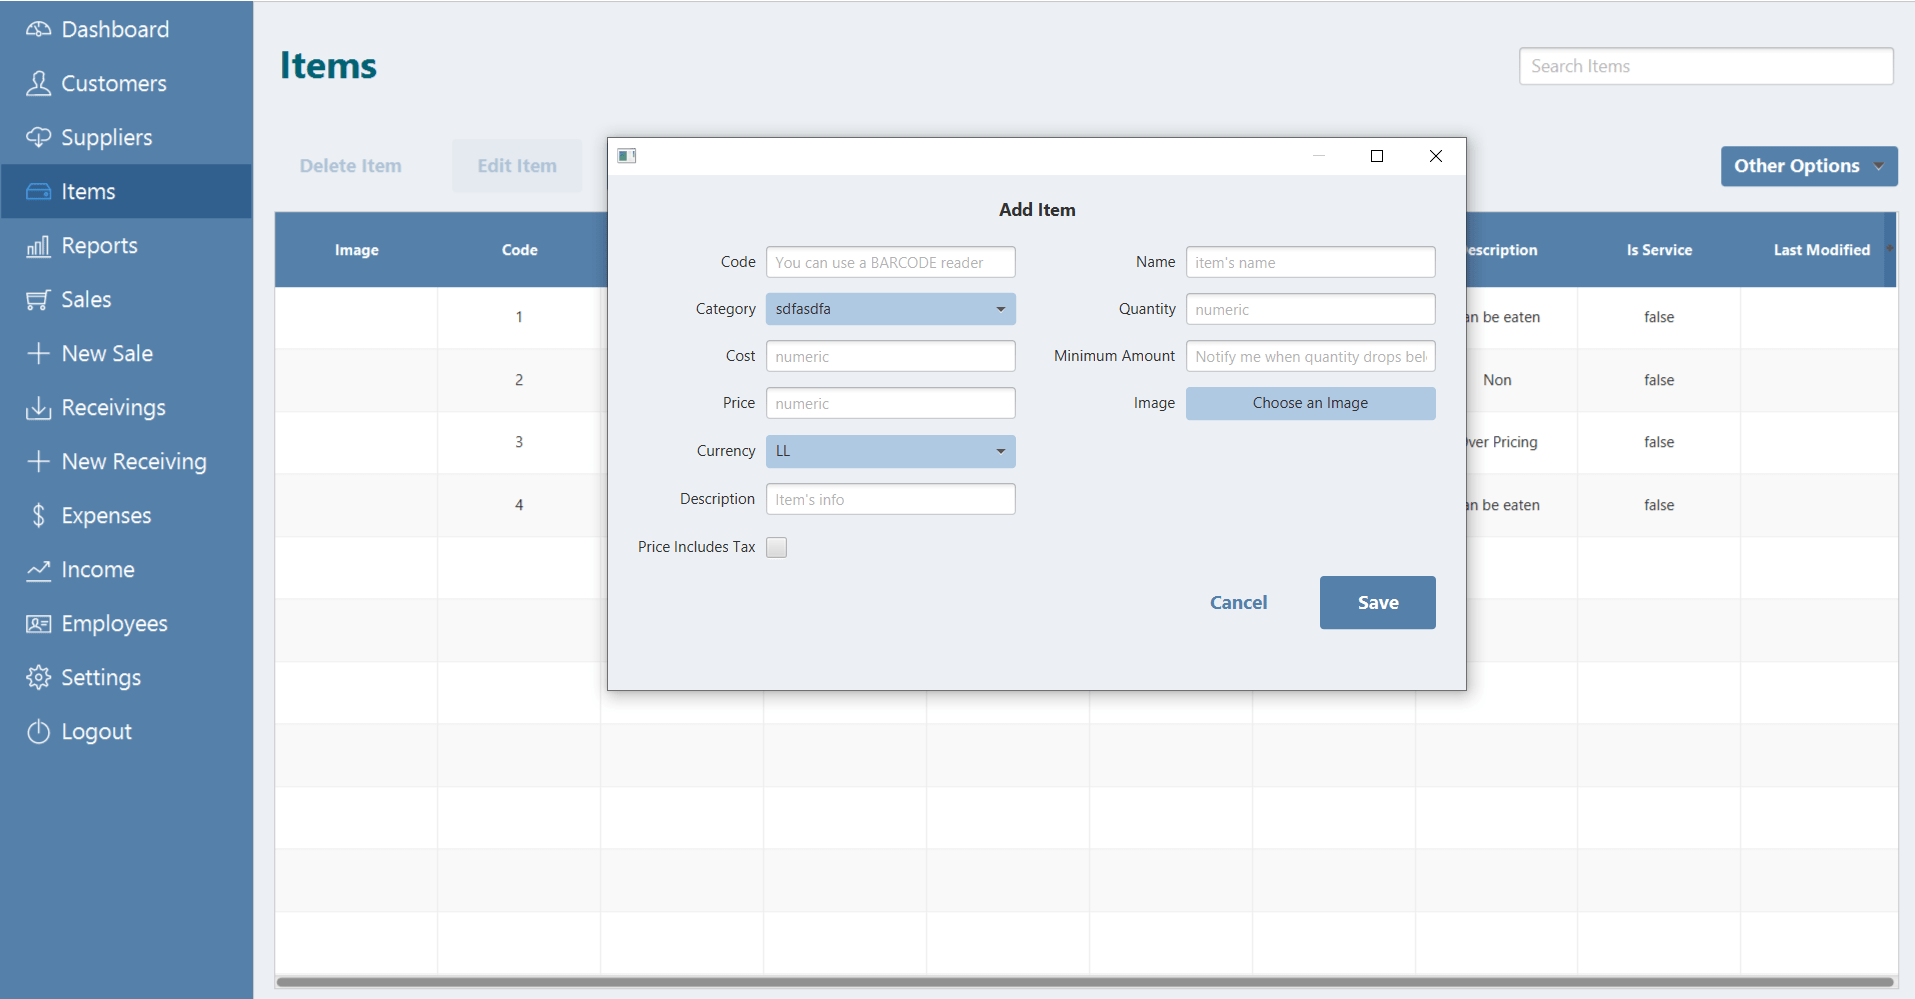 Dashboard
Customers
Suppliers
Items
Reports
Sales
New Sale
Receivings
New Receiving
Expenses
Income
Employees
Settings
Logout
Items
Search Items
Delete Item
Edit Item
Other Options
Image
Code
escription
Is Service
Last Modified
1
an be eaten
false
2
Non
false
3
ver Pricing
false
4
an be eaten
false
Add Item
Code
You can use a BARCODE reader
Name
item's name
Category
sdfasdfa
Quantity
numeric
Cost
numeric
Minimum Amount
Notify me when quantity drops bel
Price
numeric
Image
Choose an Image
Currency
LL
Description
Item's info
Price Includes Tax
Cancel
Save